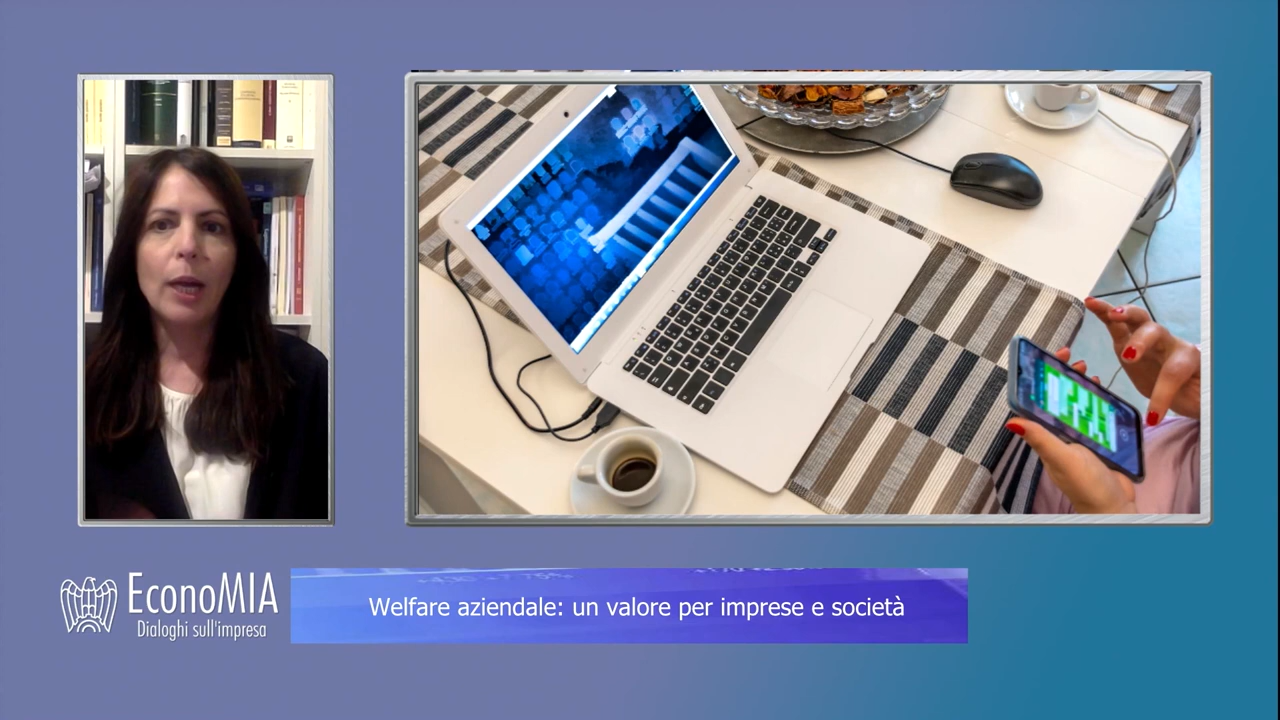 EconoMIA
Dialoghi sull'impresa
Welfare aziendale: un valore per imprese e società